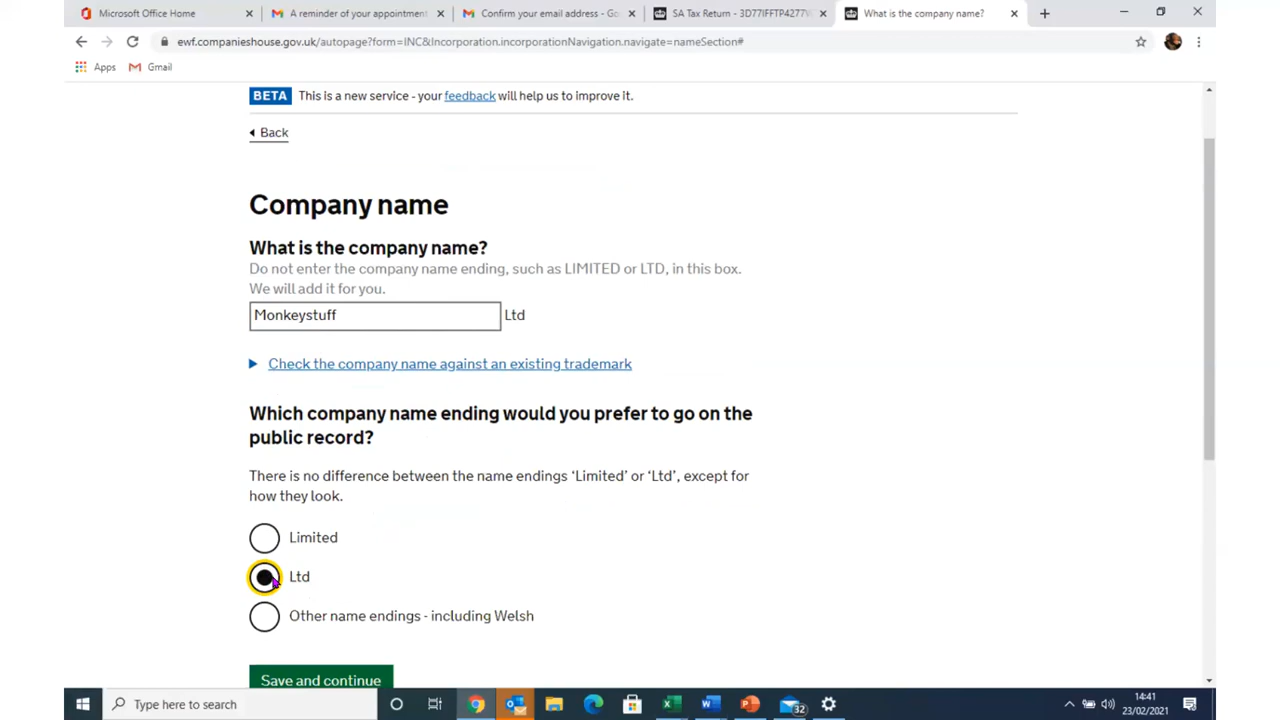 Microsoft Office Home
A reminder of your appointment
Confirm your email address - Go
SA Tax Return - 3D77IFFTP4277V
What is the company name?
ewf.companieshouse.gov.uk/autopage?form=INC&Incorporation.incorporationNavigation.navigate=nameSection#
Apps Gmail
BETA This is a new service - your feedback will help us to improve it.
Back
Company name
What is the company name?
Do not enter the company name ending, such as LIMITED or LTD, in this box.
We will add it for you.
Monkeystuff Ltd
Check the company name against an existing trademark
Which company name ending would you prefer to go on the
public record?
There is no difference between the name endings ‘Limited’ or ‘Ltd’, except for
how they look.
Limited
Ltd
Other name endings - including Welsh
Save and continue
Type here to search
32
14:41
23/02/2021